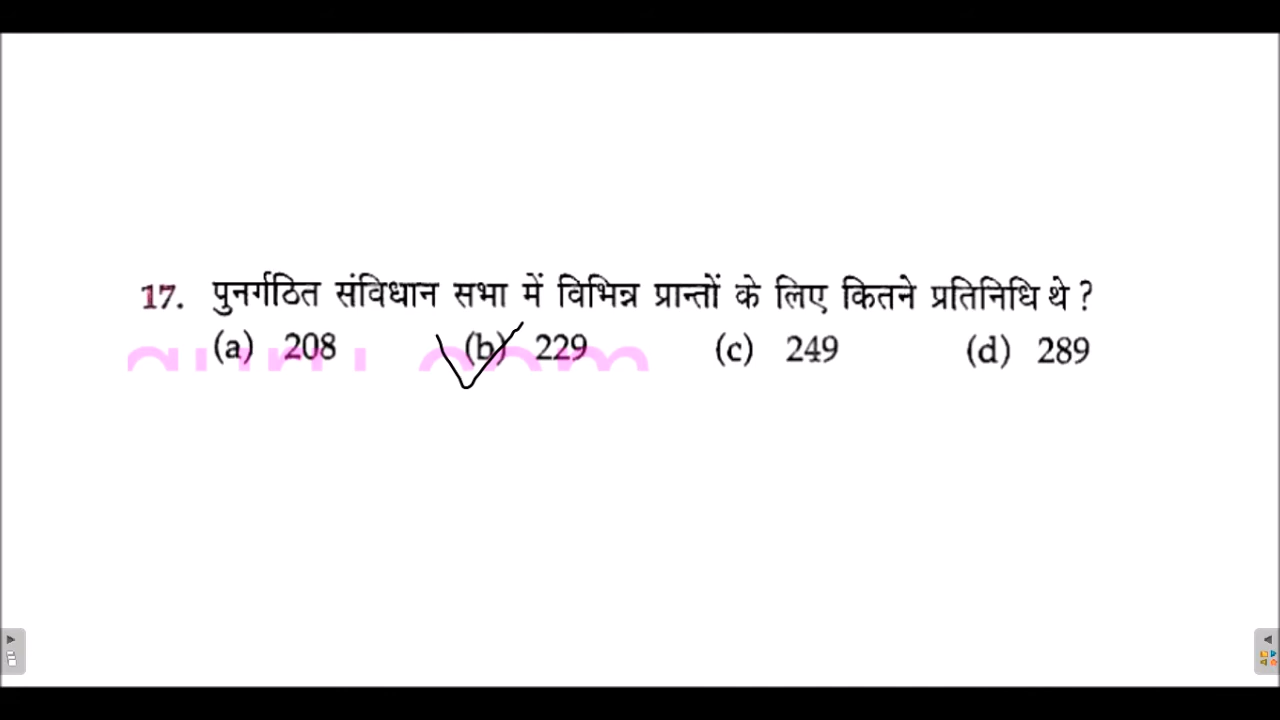 17. पुनर्गठित संविधान सभा में विभिन्न प्रान्तों के लिए कितने प्रतिनिधि थे ?
(a) 208 (b) 229 (c) 249 (d) 289